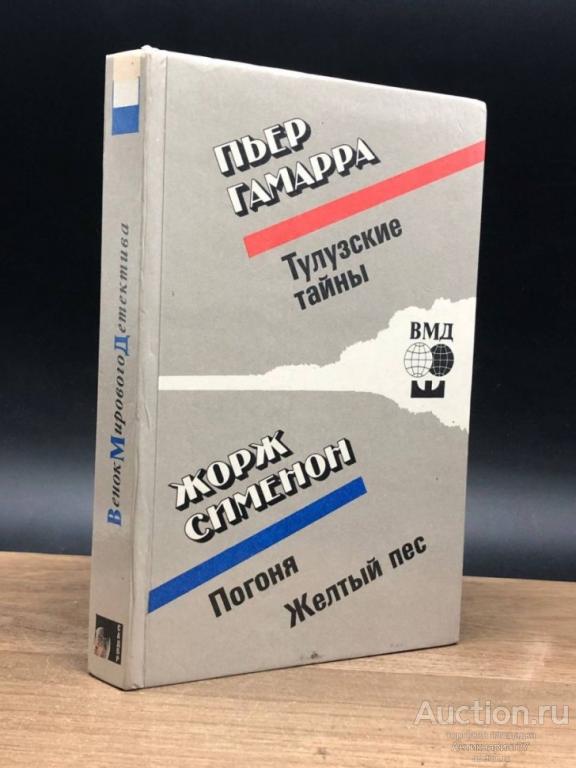 ПЬЕР
ГАМАРРА
Тулузские
тайны
ВМД
ЖОРЖ
СИМЕНОН
Погоня
Желтый пес
ВенокМировогоДетектива
Auction.ru